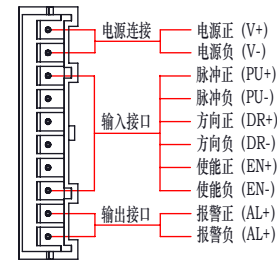 电源连接
电源正 (V+)
电源负 (V-)
输入接口
脉冲正 (PU+)
脉冲负 (PU-)
方向正 (DR+)
方向负 (DR-)
使能正 (EN+)
使能负 (EN-)
输出接口
报警正 (AL+)
报警负 (AL+)